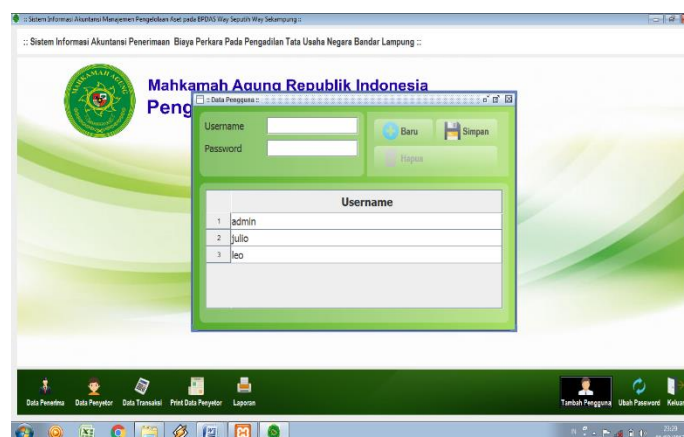 :: Sistem Informasi Akuntansi Manajemen Pengelolaan Aset pada BPDAS Way Seputih Way Sekampung ::
:: Sistem Informasi Akuntansi Penerimaan Biaya Perkara Pada Pengadilan Tata Usaha Negara Bandar Lampung ::
Mahkamah Agung Republik Indonesia
Peng
:: Data Pengguna ::
Username
Password
Baru
Simpan
Hapus
Username
1 admin
2 julio
3 leo
Data Penerima
Data Penyetor
Data Transaksi
Print Data Penyetor
Laporan
Tambah Pengguna
Ubah Password
Keluar